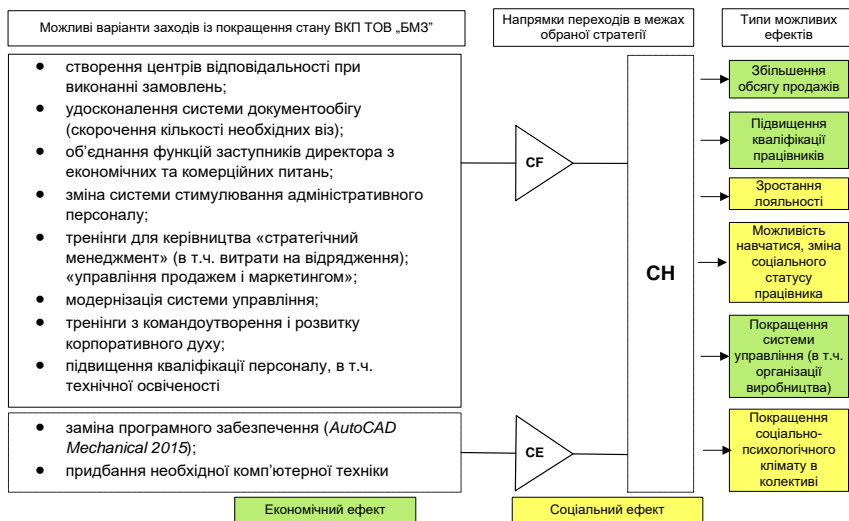 Можливі варіанти заходів із покращення стану ВКП ТОВ „БМЗ”
Напрямки переходів в межах
обраної стратегії
Типи можливих
ефектів
створення центрів відповідальності при
виконанні замовлень;
удосконалення системи документообігу
(скорочення кількості необхідних віз);
об’єднання функцій заступників директора з
економічних та комерційних питань;
зміна системи стимулювання адміністративного
персоналу;
тренінги для керівництва «стратегічний
менеджмент» (в т.ч. витрати на відрядження);
«управління продажем і маркетингом»;
модернізація системи управління;
тренінги з командоутворення і розвитку
корпоративного духу;
підвищення кваліфікації персоналу, в т.ч.
технічної освіченості
заміна програмного забезпечення (AutoCAD
Mechanical 2015);
придбання необхідної комп’ютерної техніки
CF
CE
СН
Збільшення
обсягу продажів
Підвищення
кваліфікації
працівників
Зростання
лояльності
Можливість
навчатися, зміна
соціального
статусу
працівника
Покращення
системи
управління (в т.ч.
організації
виробництва)
Покращення
соціально-
психологічного
клімату в
колективі
Економічний ефект
Соціальний ефект